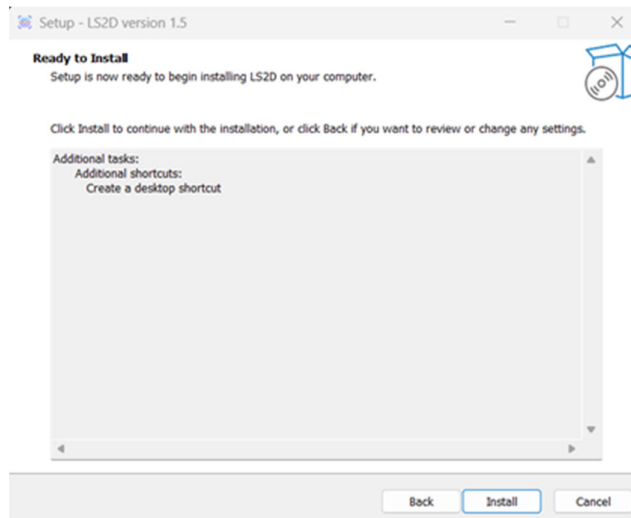 Setup - LS2D version 1.5
Ready to Install
Setup is now ready to begin installing LS2D on your computer.
Click Install to continue with the installation, or click Back if you want to review or change any settings.
Additional tasks:
Additional shortcuts:
Create a desktop shortcut
Back Install Cancel